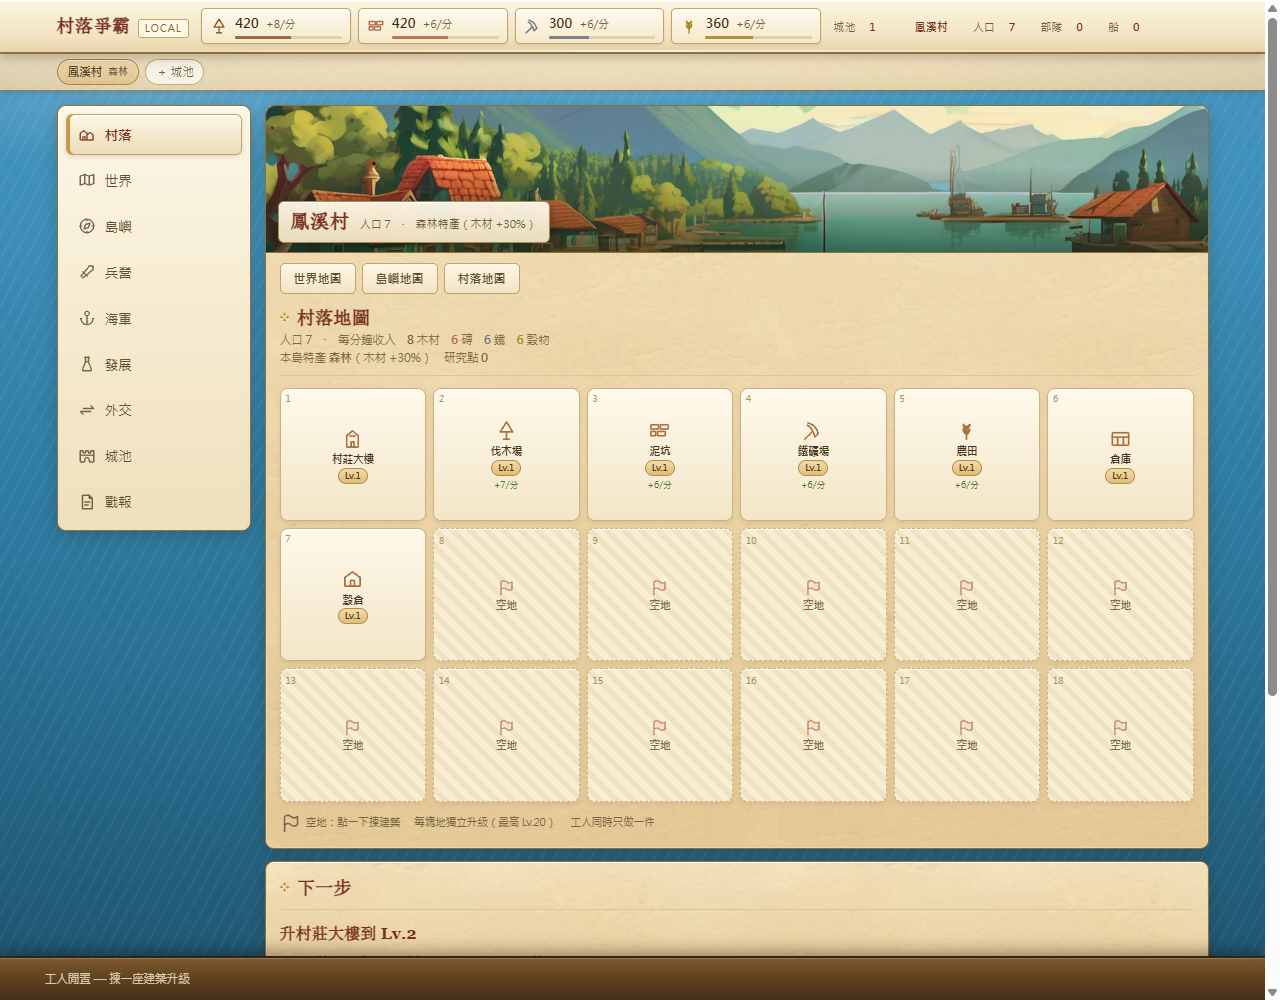 村落爭霸 LOCAL
420 +8/分
420 +6/分
300 +6/分
360 +6/分
城池 1 鳳溪村 人口 7 部隊 0 船 0
鳳溪村 森林
+ 城池
村落
世界
島嶼
兵營
海軍
發展
外交
城池
戰報
鳳溪村 人口 7 · 森林特產 ( 木材 +30% )
世界地圖 島嶼地圖 村落地圖
村落地圖
人口 7 · 每分鐘收入 8 木材 6 磚 6 鐵 6 穀物
本島特產 森林 ( 木材 +30% ) 研究點 0
1 村莊大樓 Lv.1
2 伐木場 Lv.1 +7/分
3 泥坑 Lv.1 +6/分
4 鐵礦場 Lv.1 +6/分
5 農田 Lv.1 +6/分
6 倉庫 Lv.1
7 穀倉 Lv.1
8 空地
9 空地
10 空地
11 空地
12 空地
13 空地
14 空地
15 空地
16 空地
17 空地
18 空地
空地：點一下揀建築 每塊地獨立升級 ( 最高 Lv.20 ) 工人同時只做一件
下一步
升村莊大樓到 Lv.2
工人閒置 — 揀一座建築升級